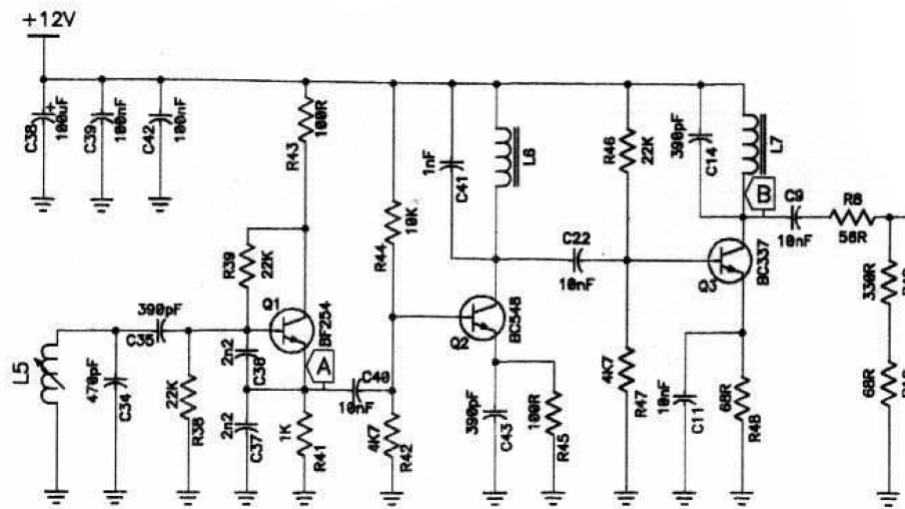 +12V
C38
100uF
+
C39
100nF
C42
100nF
R43
100R
R39
22K
Q1
BF254
390pF
C35
2n2
C36
A
L5
470pF
C34
22K
R38
2n2
C37
1K
R41
C40
10nF
R44
10K
4K7
R42
1nF
C41
L6
Q2
BC548
390pF
C43
100R
R45
C22
10nF
R46
22K
4K7
R47
390pF
C14
L7
B
Q3
BC337
10nF
C11
68R
R48
C9
10nF
R8
56R
330R
68R